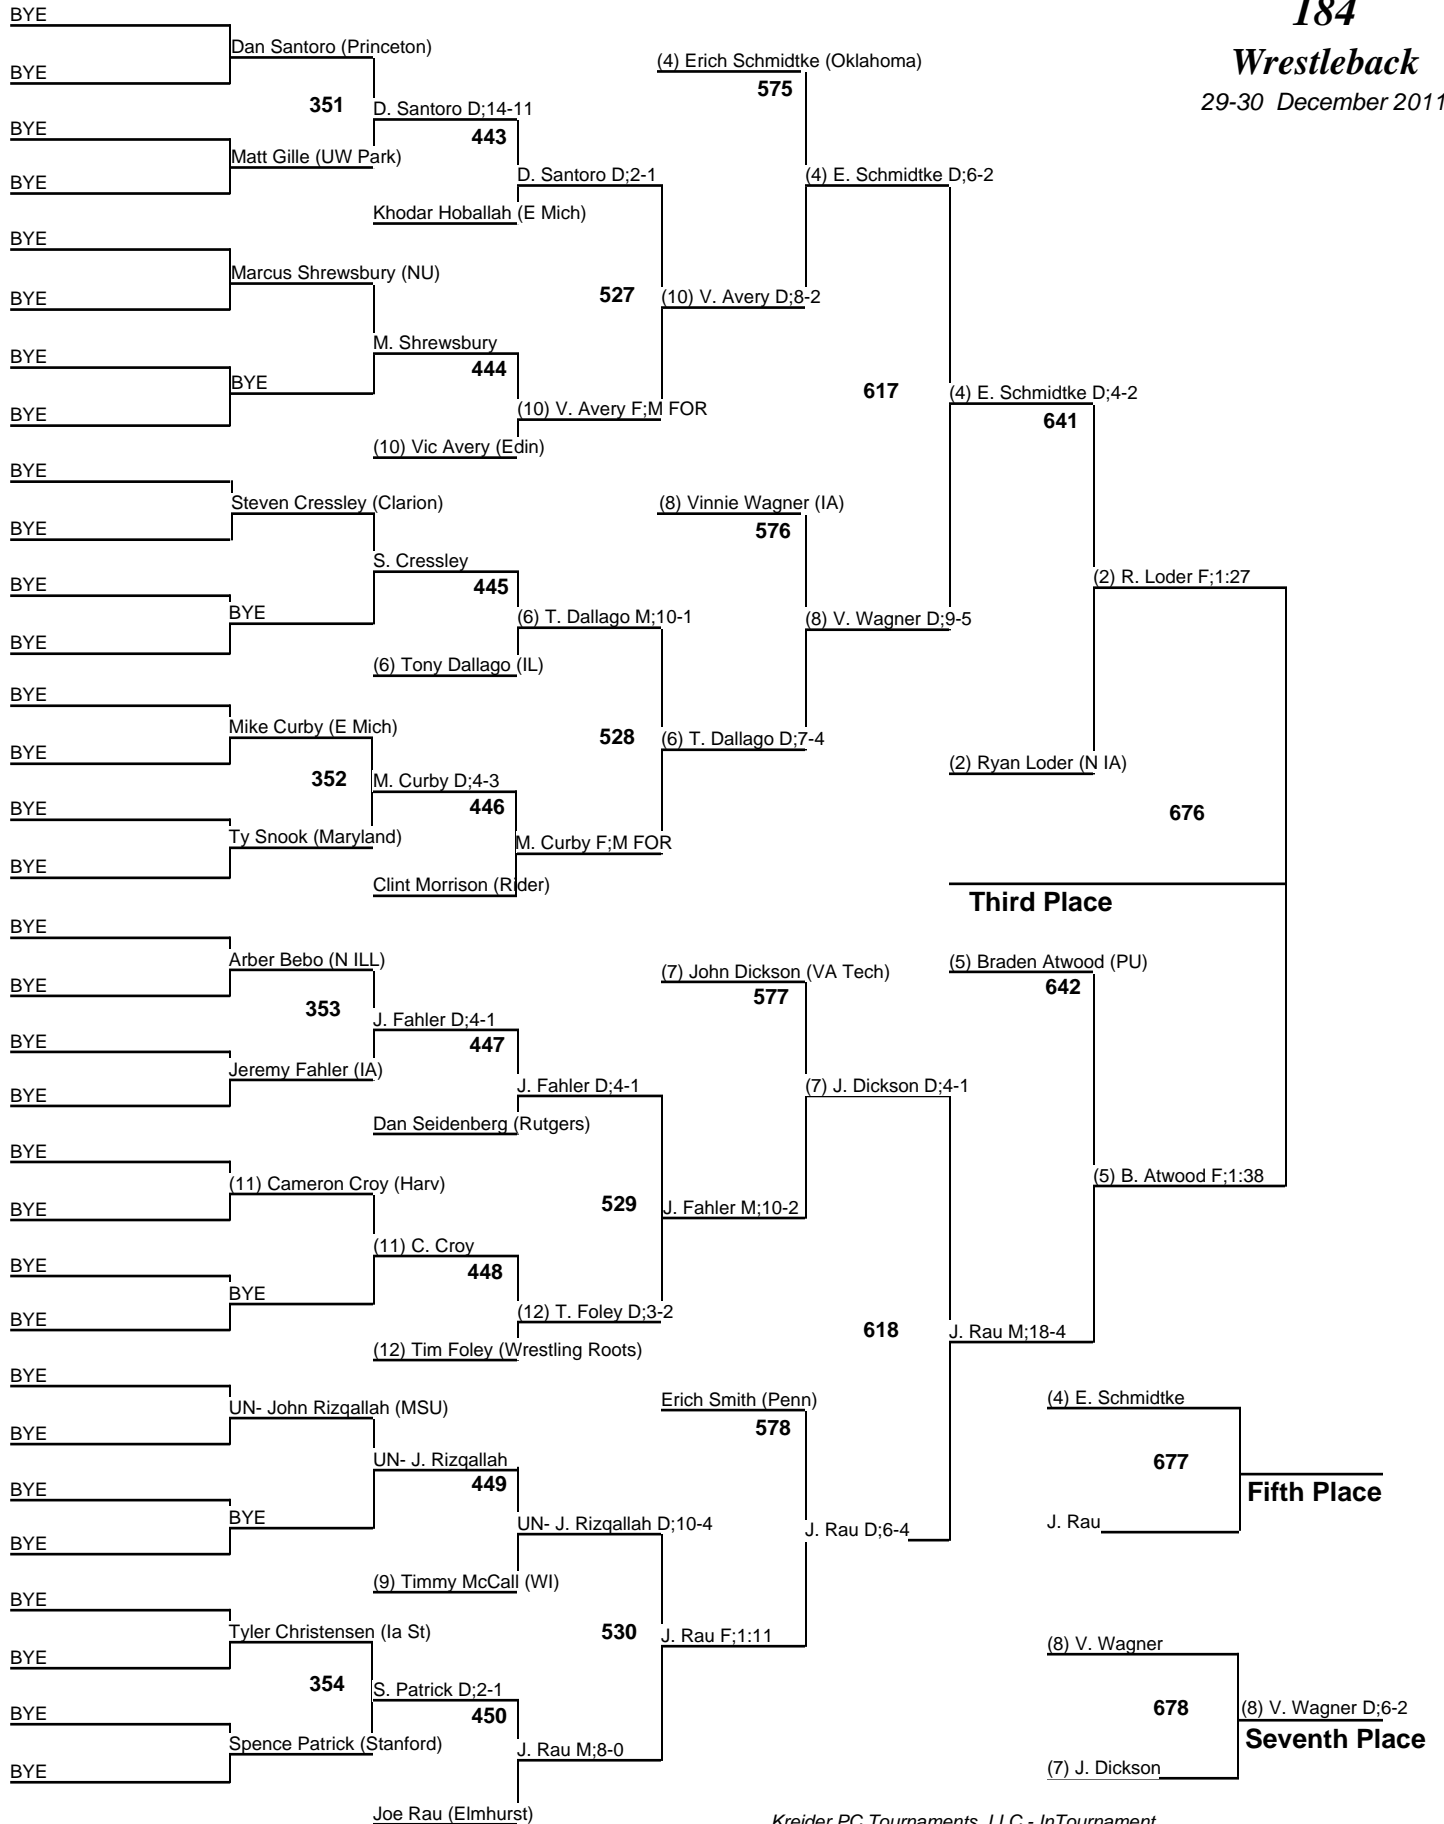 BYE
184
Dan Santoro (Princeton)
(4) Erich Schmidtke (Oklahoma)
Wrestleback
BYE
575
29-30 December 2011
351
D. Santoro D;14-11
BYE
443
Matt Gille (UW Park)
BYE
D. Santoro D;2-1
(4) E. Schmidtke D;6-2
Khodar Hoballah (E Mich)
BYE
Marcus Shrewsbury (NU)
BYE
527
(10) V. Avery D;8-2
M. Shrewsbury
BYE
444
BYE
617
(4) E. Schmidtke D;4-2
BYE
(10) V. Avery F;M FOR
641
(10) Vic Avery (Edin)
BYE
Steven Cressley (Clarion)
(8) Vinnie Wagner (IA)
BYE
576
S. Cressley
(2) R. Loder F;1:27
BYE
445
BYE
(6) T. Dallago M;10-1
(8) V. Wagner D;9-5
BYE
(6) Tony Dallago (IL)
BYE
Mike Curby (E Mich)
528
(6) T. Dallago D;7-4
BYE
(2) Ryan Loder (N IA)
352
M. Curby D;4-3
BYE
446
676
Ty Snook (Maryland)
M. Curby F;M FOR
BYE
Clint Morrison (Rider)
Third Place
BYE
Arber Bebo (N ILL)
(5) Braden Atwood (PU)
BYE
(7) John Dickson (VA Tech)
577
642
353
J. Fahler D;4-1
BYE
447
Jeremy Fahler (IA)
BYE
J. Fahler D;4-1
(7) J. Dickson D;4-1
Dan Seidenberg (Rutgers)
BYE
(11) Cameron Croy (Harv)
(5) B. Atwood F;1:38
BYE
529
J. Fahler M;10-2
(11) C. Croy
BYE
448
BYE
BYE
(12) T. Foley D;3-2
618
J. Rau M;18-4
(12) Tim Foley (Wrestling Roots)
BYE
UN- John Rizqallah (MSU)
Erich Smith (Penn)
(4) E. Schmidtke
BYE
578
UN- J. Rizqallah
677
BYE
449
Fifth Place
BYE
UN- J. Rizqallah D;10-4
J. Rau D;6-4
J. Rau
BYE
(9) Timmy McCall (WI)
BYE
Tyler Christensen (Ia St)
530
J. Rau F;1:11
(8) V. Wagner
BYE
354
S. Patrick D;2-1
BYE
450
678
(8) V. Wagner D;6-2
Spence Patrick (Stanford)
J. Rau M;8-0
Seventh Place
BYE
(7) J. Dickson
Joe Rau (Elmhurst)
Kreider PC Tournaments, LLC - InTournament